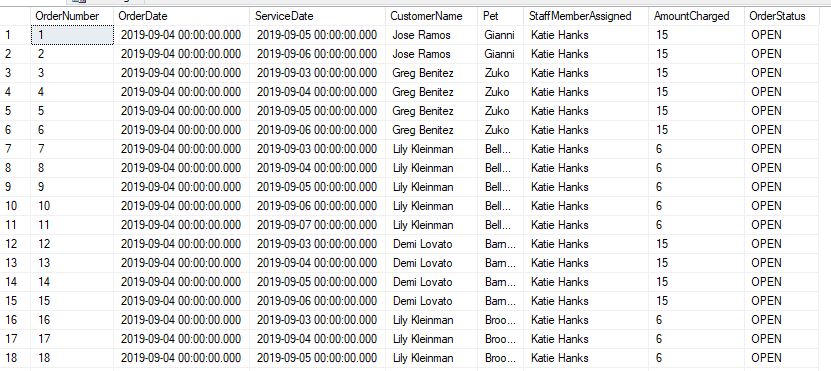 OrderNumber OrderDate ServiceDate CustomerName Pet StaffMemberAssigned AmountCharged OrderStatus
1 1 2019-09-04 00:00:00.000 2019-09-05 00:00:00.000 Jose Ramos Gianni Katie Hanks 15 OPEN
2 2 2019-09-04 00:00:00.000 2019-09-06 00:00:00.000 Jose Ramos Gianni Katie Hanks 15 OPEN
3 3 2019-09-04 00:00:00.000 2019-09-03 00:00:00.000 Greg Benitez Zuko Katie Hanks 15 OPEN
4 4 2019-09-04 00:00:00.000 2019-09-04 00:00:00.000 Greg Benitez Zuko Katie Hanks 15 OPEN
5 5 2019-09-04 00:00:00.000 2019-09-05 00:00:00.000 Greg Benitez Zuko Katie Hanks 15 OPEN
6 6 2019-09-04 00:00:00.000 2019-09-06 00:00:00.000 Greg Benitez Zuko Katie Hanks 15 OPEN
7 7 2019-09-04 00:00:00.000 2019-09-03 00:00:00.000 Lily Kleinman Bell... Katie Hanks 6 OPEN
8 8 2019-09-04 00:00:00.000 2019-09-04 00:00:00.000 Lily Kleinman Bell... Katie Hanks 6 OPEN
9 9 2019-09-04 00:00:00.000 2019-09-05 00:00:00.000 Lily Kleinman Bell... Katie Hanks 6 OPEN
10 10 2019-09-04 00:00:00.000 2019-09-06 00:00:00.000 Lily Kleinman Bell... Katie Hanks 6 OPEN
11 11 2019-09-04 00:00:00.000 2019-09-07 00:00:00.000 Lily Kleinman Bell... Katie Hanks 6 OPEN
12 12 2019-09-04 00:00:00.000 2019-09-03 00:00:00.000 Demi Lovato Barn... Katie Hanks 15 OPEN
13 13 2019-09-04 00:00:00.000 2019-09-04 00:00:00.000 Demi Lovato Barn... Katie Hanks 15 OPEN
14 14 2019-09-04 00:00:00.000 2019-09-05 00:00:00.000 Demi Lovato Barn... Katie Hanks 15 OPEN
15 15 2019-09-04 00:00:00.000 2019-09-06 00:00:00.000 Demi Lovato Barn... Katie Hanks 15 OPEN
16 16 2019-09-04 00:00:00.000 2019-09-03 00:00:00.000 Lily Kleinman Broo... Katie Hanks 6 OPEN
17 17 2019-09-04 00:00:00.000 2019-09-04 00:00:00.000 Lily Kleinman Broo... Katie Hanks 6 OPEN
18 18 2019-09-04 00:00:00.000 2019-09-05 00:00:00.000 Lily Kleinman Broo... Katie Hanks 6 OPEN